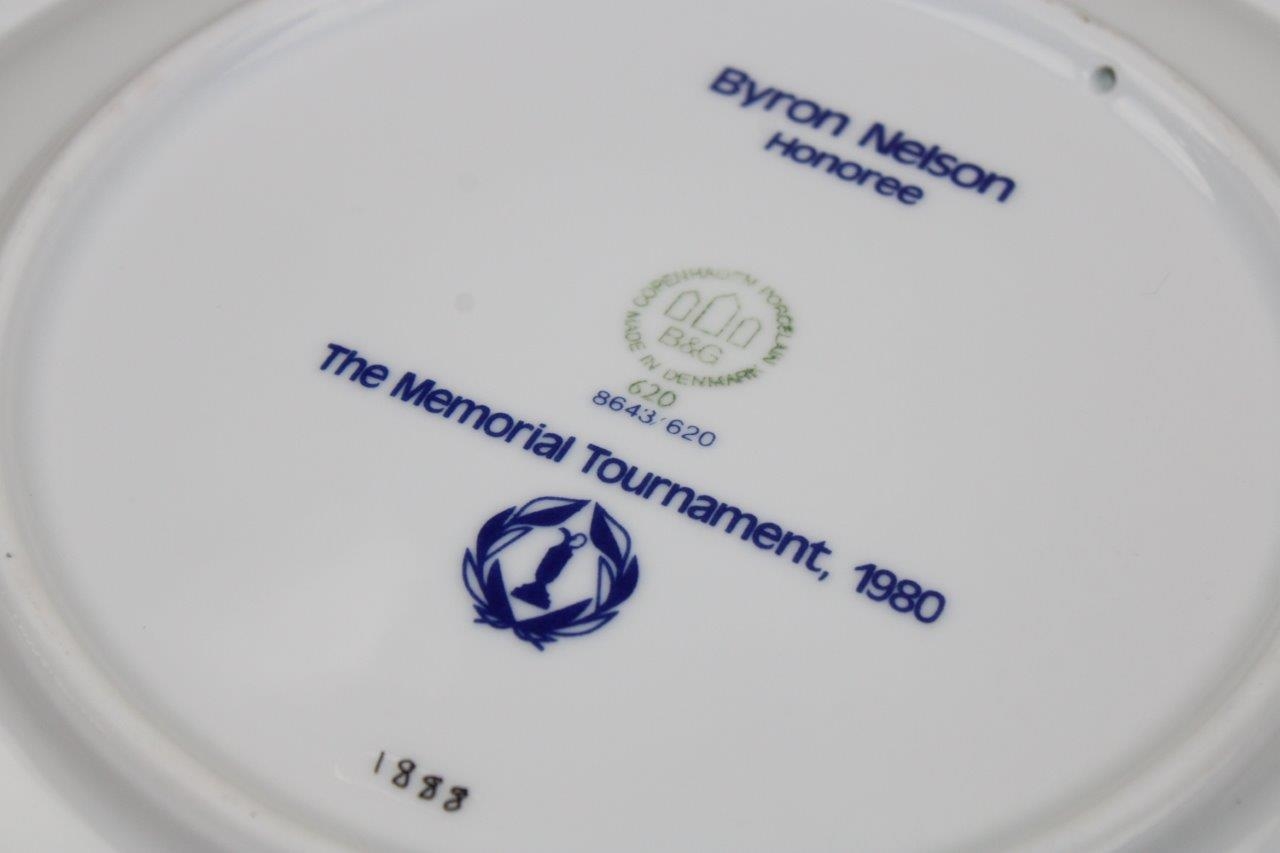 Byron Nelson
Honoree
COPENHAGEN PORCELAIN
MADE IN DENMARK
B&G
620
8643/620
The Memorial Tournament, 1980
1888